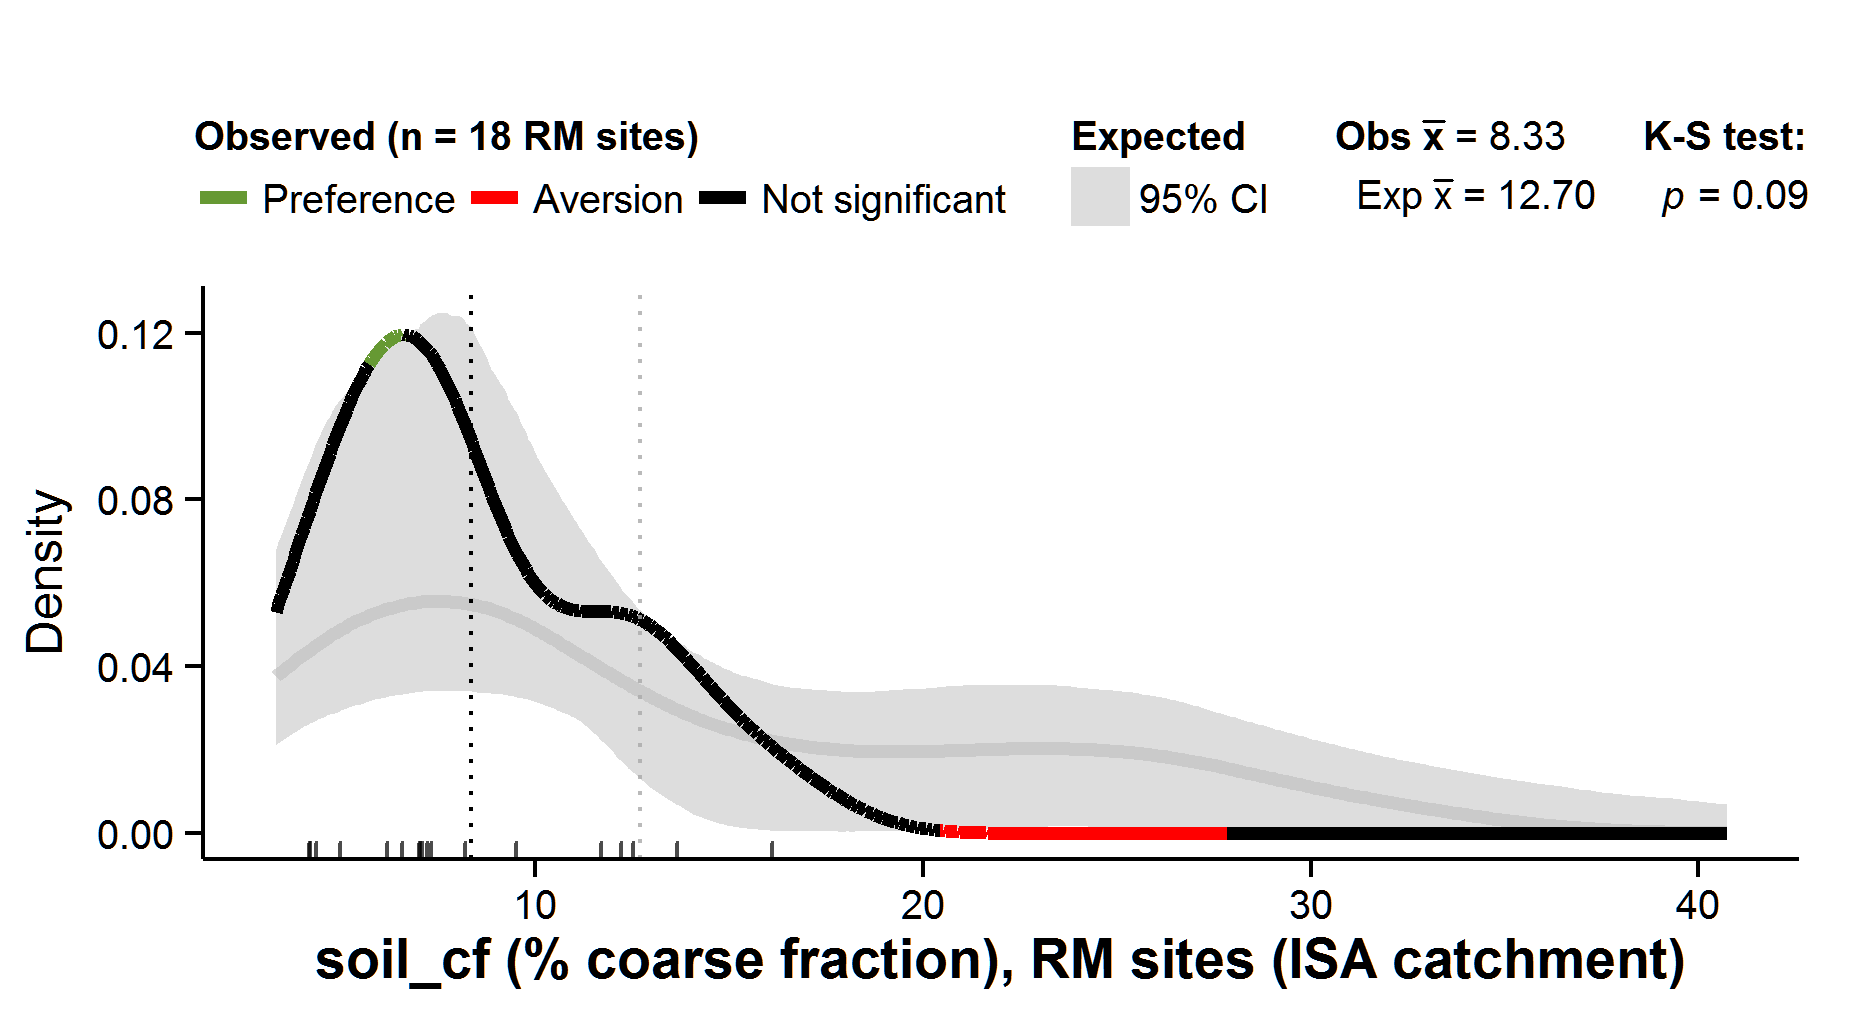 Observed (n = 18 RM sites)
Preference Aversion Not significant
Expected
95% CI
Obs x̅ = 8.33
Exp x̅ = 12.70
K-S test:
p = 0.09
Density
0.12
0.08
0.04
0.00
10 20 30 40
soil_cf (% coarse fraction), RM sites (ISA catchment)